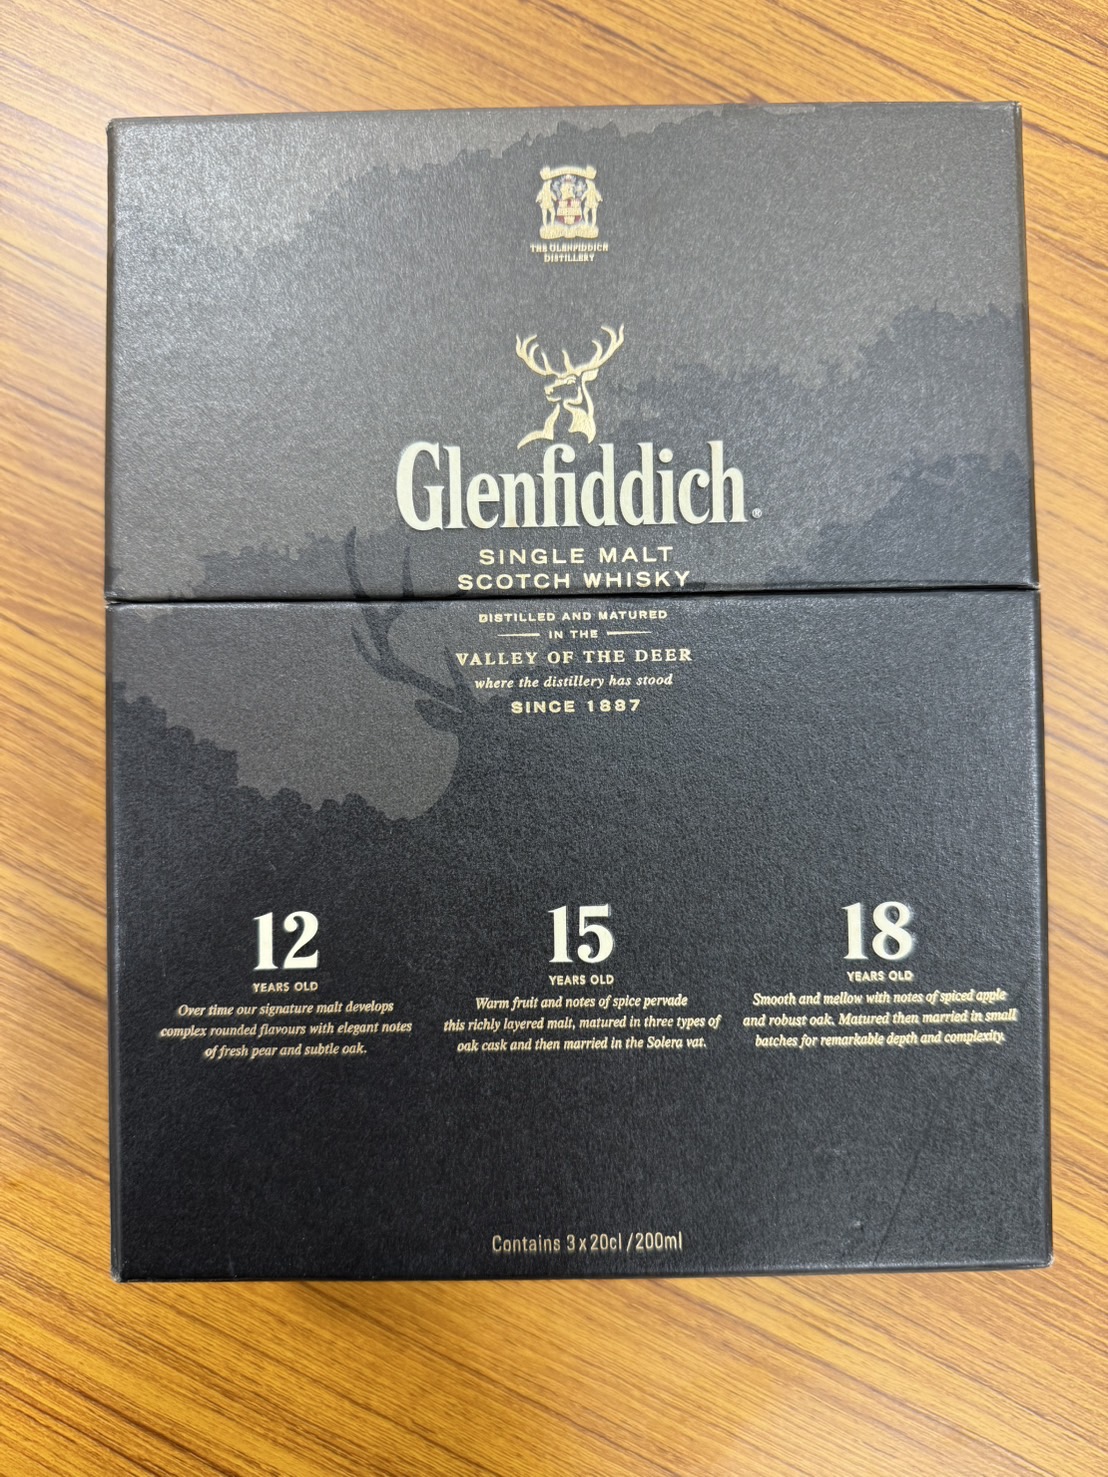 THE GLENFIDDICH
DISTILLERY
Glenfiddich®
SINGLE MALT
SCOTCH WHISKY
DISTILLED AND MATURED
IN THE
VALLEY OF THE DEER
where the distillery has stood
SINCE 1887
12
YEARS OLD
Over time our signature malt develops
complex rounded flavours with elegant notes
of fresh pear and subtle oak.
15
YEARS OLD
Warm fruit and notes of spice pervade
this richly layered malt, matured in three types of
oak cask and then married in the Solera vat.
18
YEARS OLD
Smooth and mellow with notes of spiced apple
and robust oak. Matured then married in small
batches for remarkable depth and complexity.
Contains 3 x 20cl / 200ml